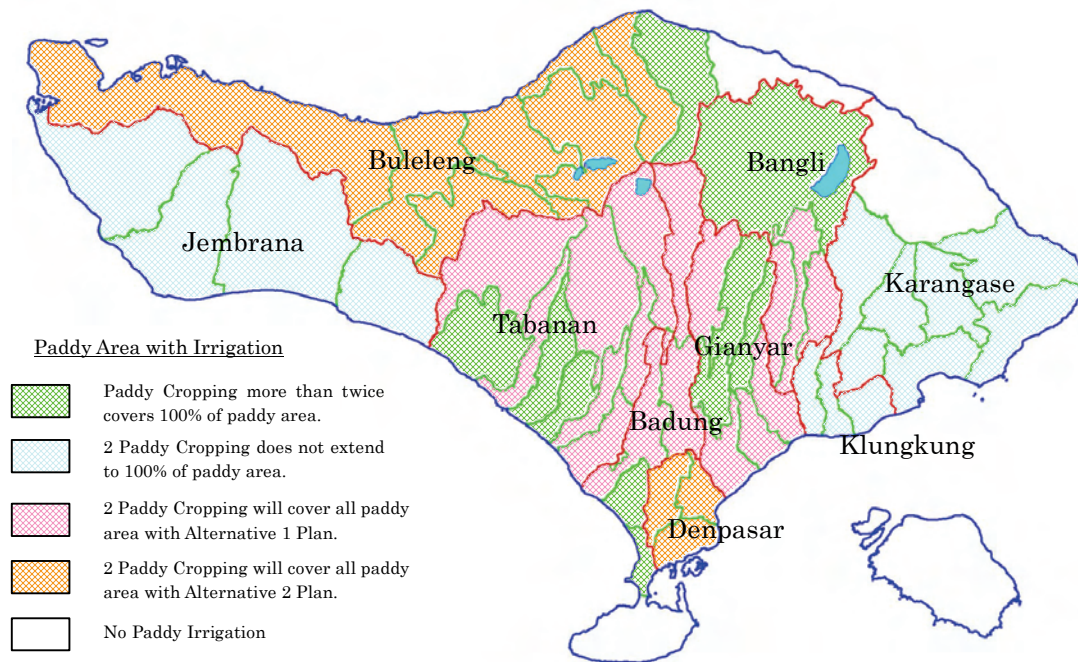 Buleleng
Bangli
Jembrana
Karangase
Tabanan
Gianyar
Badung
Klungkung
Denpasar
Paddy Area with Irrigation
Paddy Cropping more than twice
covers 100% of paddy area.
2 Paddy Cropping does not extend
to 100% of paddy area.
2 Paddy Cropping will cover all paddy
area with Alternative 1 Plan.
2 Paddy Cropping will cover all paddy
area with Alternative 2 Plan.
No Paddy Irrigation